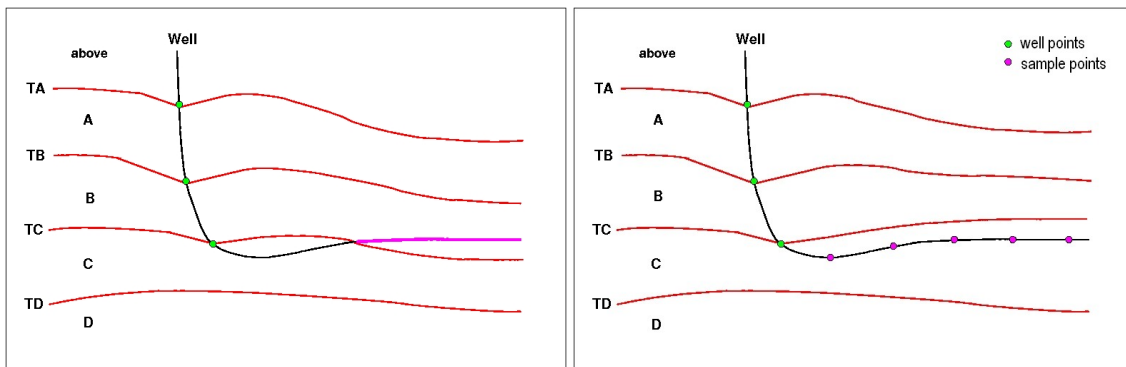 Well
above
TA
A
TB
B
TC
C
TD
D
Well
above
well points
sample points
TA
A
TB
B
TC
C
TD
D